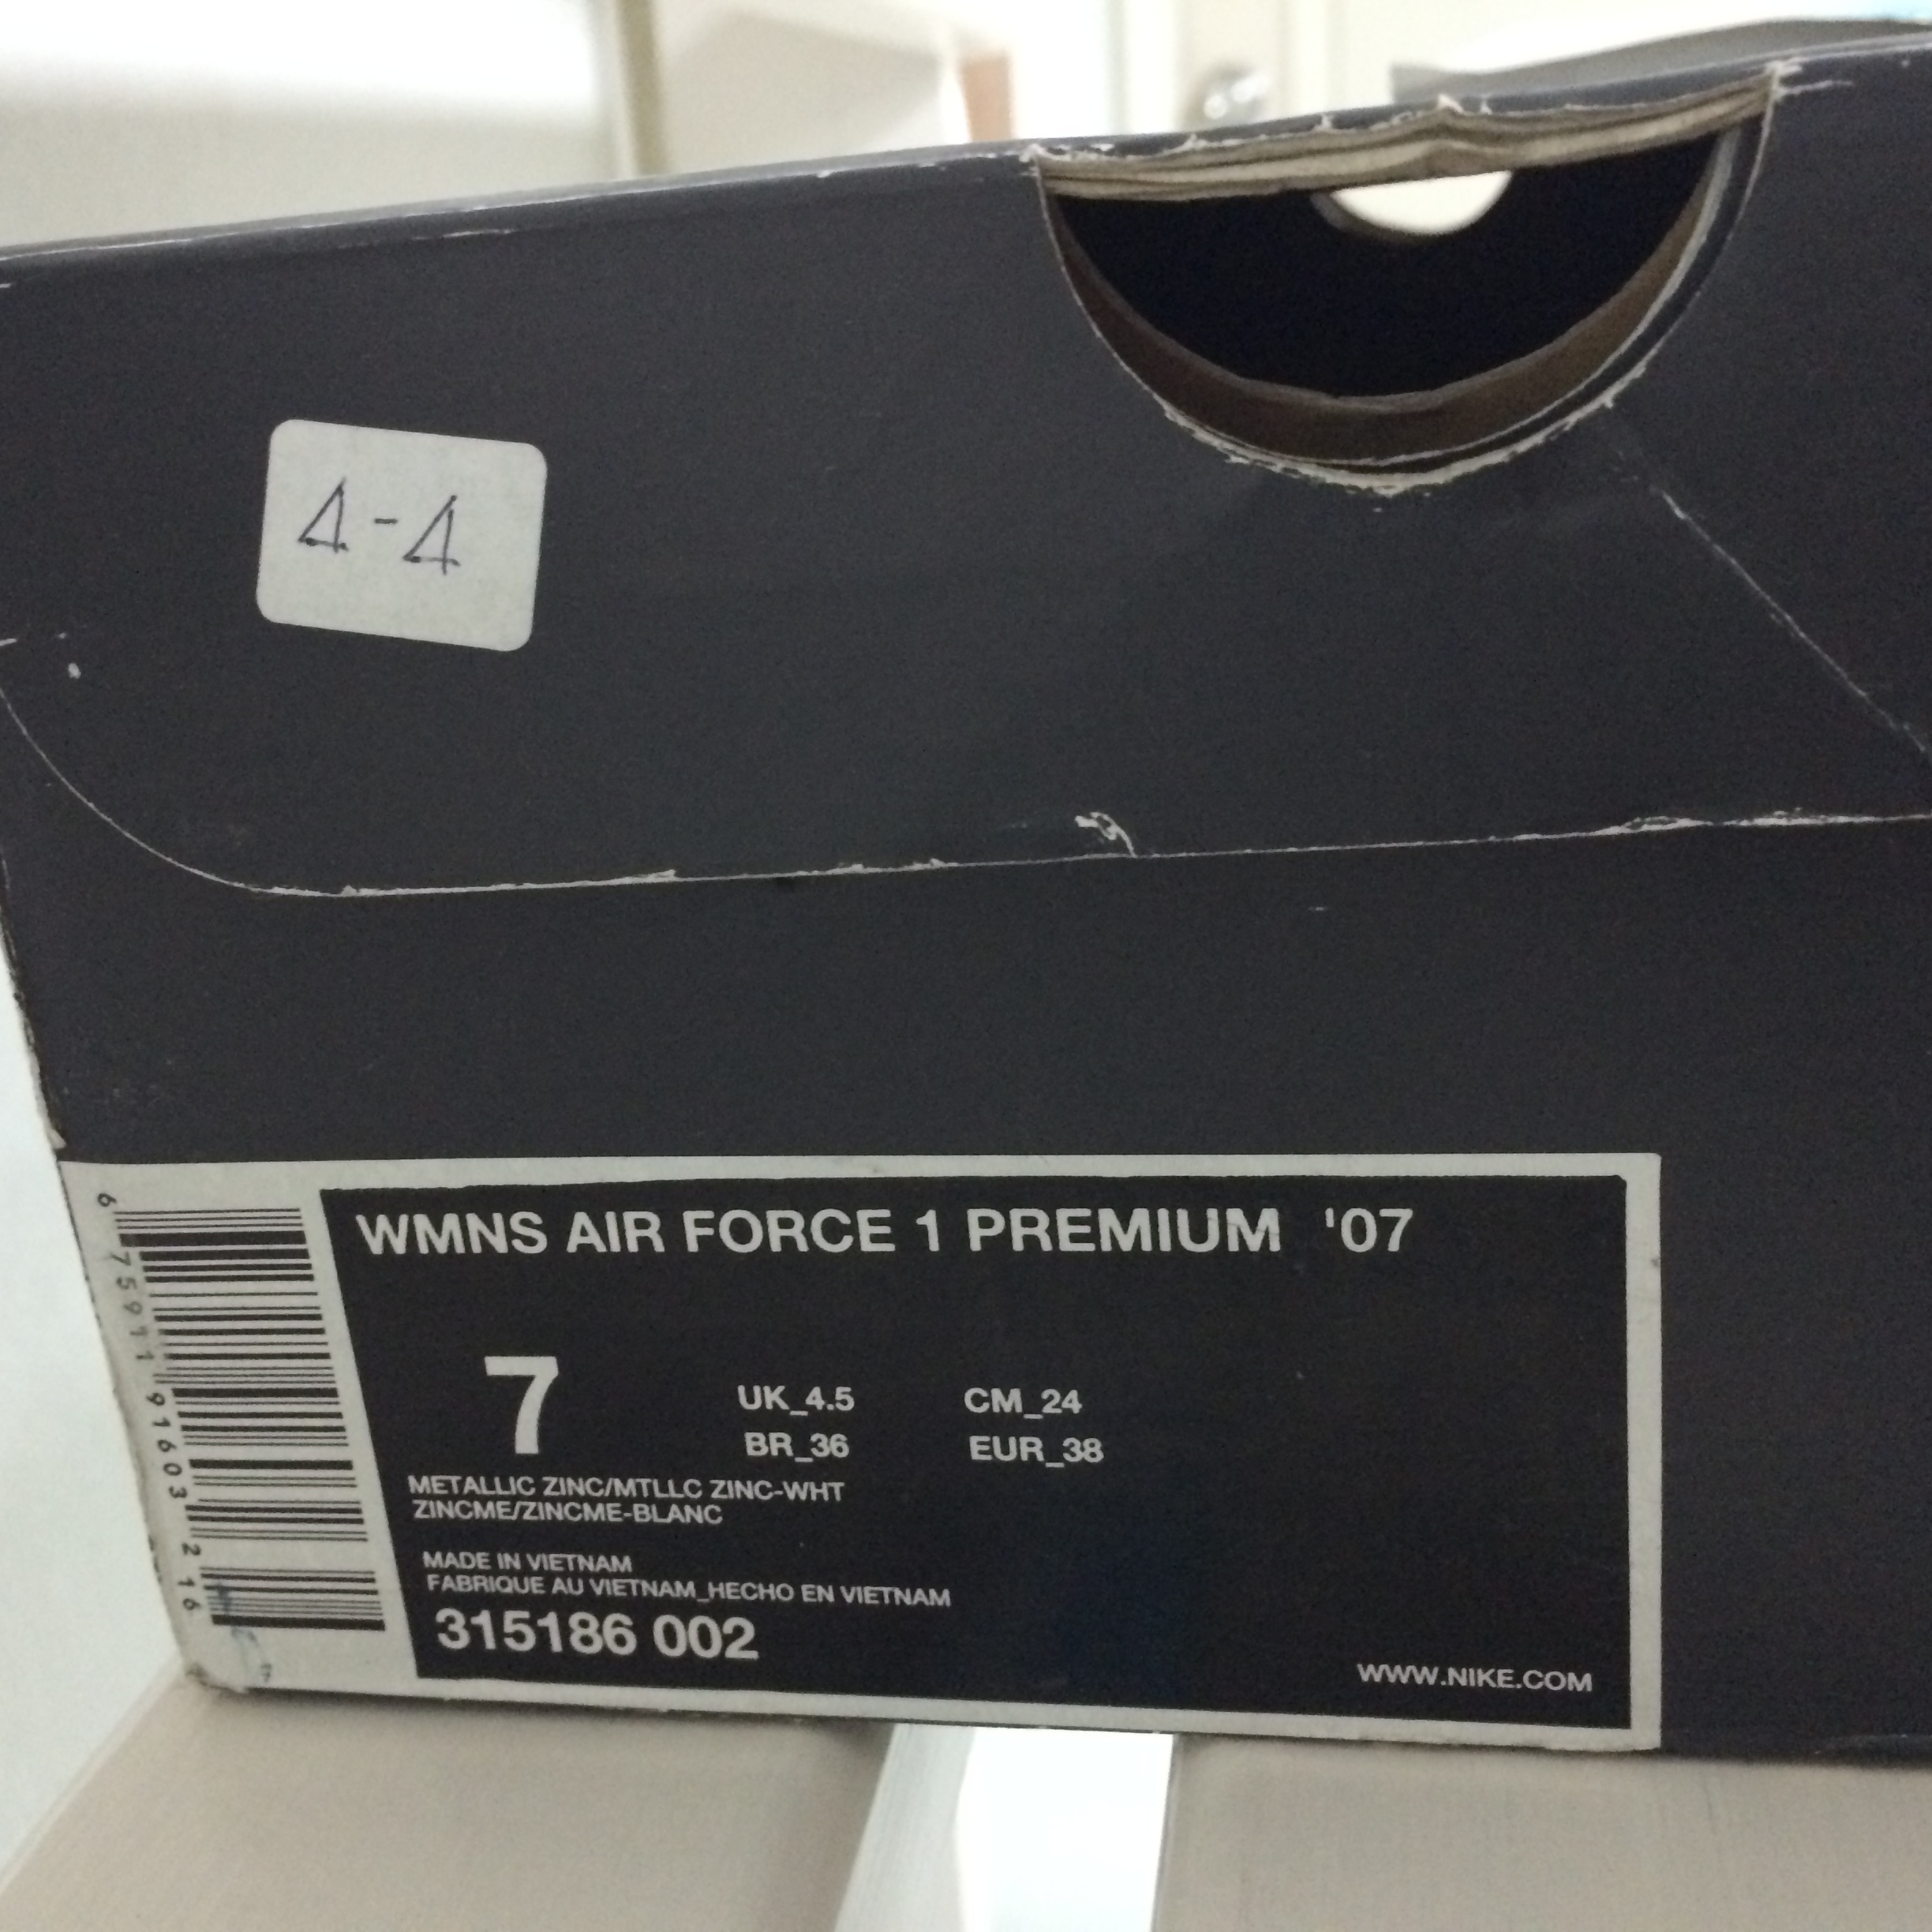 4-4
WMNS AIR FORCE 1 PREMIUM '07
7
UK_4.5 CM_24
BR_36 EUR_38
METALLIC ZINC/MTLLC ZINC-WHT
ZINCME/ZINCME-BLANC
MADE IN VIETNAM
FABRIQUE AU VIETNAM_HECHO EN VIETNAM
315186 002
WWW.NIKE.COM
6 75911 91603 2 16